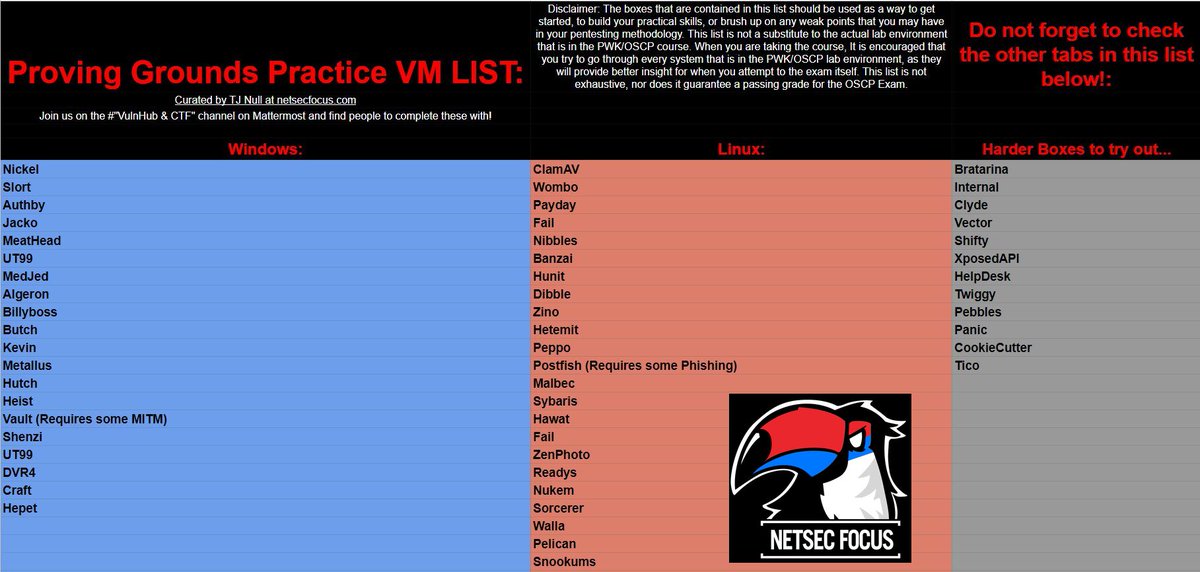 Proving Grounds Practice VM LIST:
Curated by TJ Null at netsecfocus.com
Join us on the #"VulnHub & CTF" channel on Mattermost and find people to complete these with!
Disclaimer: The boxes that are contained in this list should be used as a way to get
started, to build your practical skills, or brush up on any weak points that you may have
in your pentesting methodology. This list is not a substitute to the actual lab environment
that is in the PWK/OSCP course. When you are taking the course, It is encouraged that
you try to go through every system that is in the PWK/OSCP lab environment, as they
will provide better insight for when you attempt to the exam itself. This list is not
exhaustive, nor does it guarantee a passing grade for the OSCP Exam.
Do not forget to check
the other tabs in this list
below!:
Windows:
Nickel
Slort
Authby
Jacko
MeatHead
UT99
MedJed
Algeron
Billyboss
Butch
Kevin
Metallus
Hutch
Heist
Vault (Requires some MITM)
Shenzi
UT99
DVR4
Craft
Hepet
Linux:
ClamAV
Wombo
Payday
Fail
Nibbles
Banzai
Hunit
Dibble
Zino
Hetemit
Peppo
Postfish (Requires some Phishing)
Malbec
Sybaris
Hawat
Fail
ZenPhoto
Readys
Nukem
Sorcerer
Walla
Pelican
Snookums
NETSEC FOCUS
Harder Boxes to try out...
Bratarina
Internal
Clyde
Vector
Shifty
XposedAPI
HelpDesk
Twiggy
Pebbles
Panic
CookieCutter
Tico